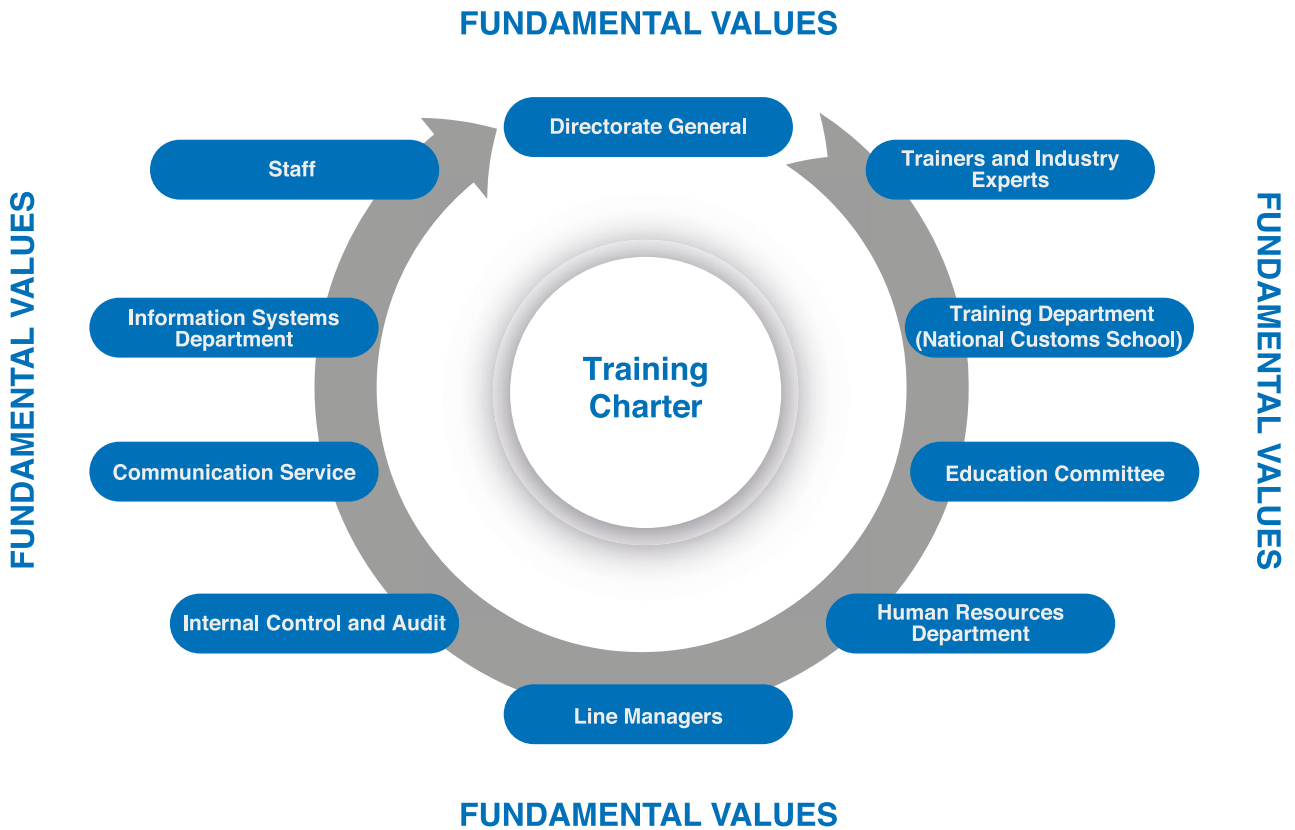 FUNDAMENTAL VALUES
Directorate General
Staff
Trainers and Industry
Experts
FUNDAMENTAL VALUES
FUNDAMENTAL VALUES
Information Systems
Department
Training Department
(National Customs School)
Training
Charter
Communication Service
Education Committee
Internal Control and Audit
Human Resources
Department
Line Managers
FUNDAMENTAL VALUES